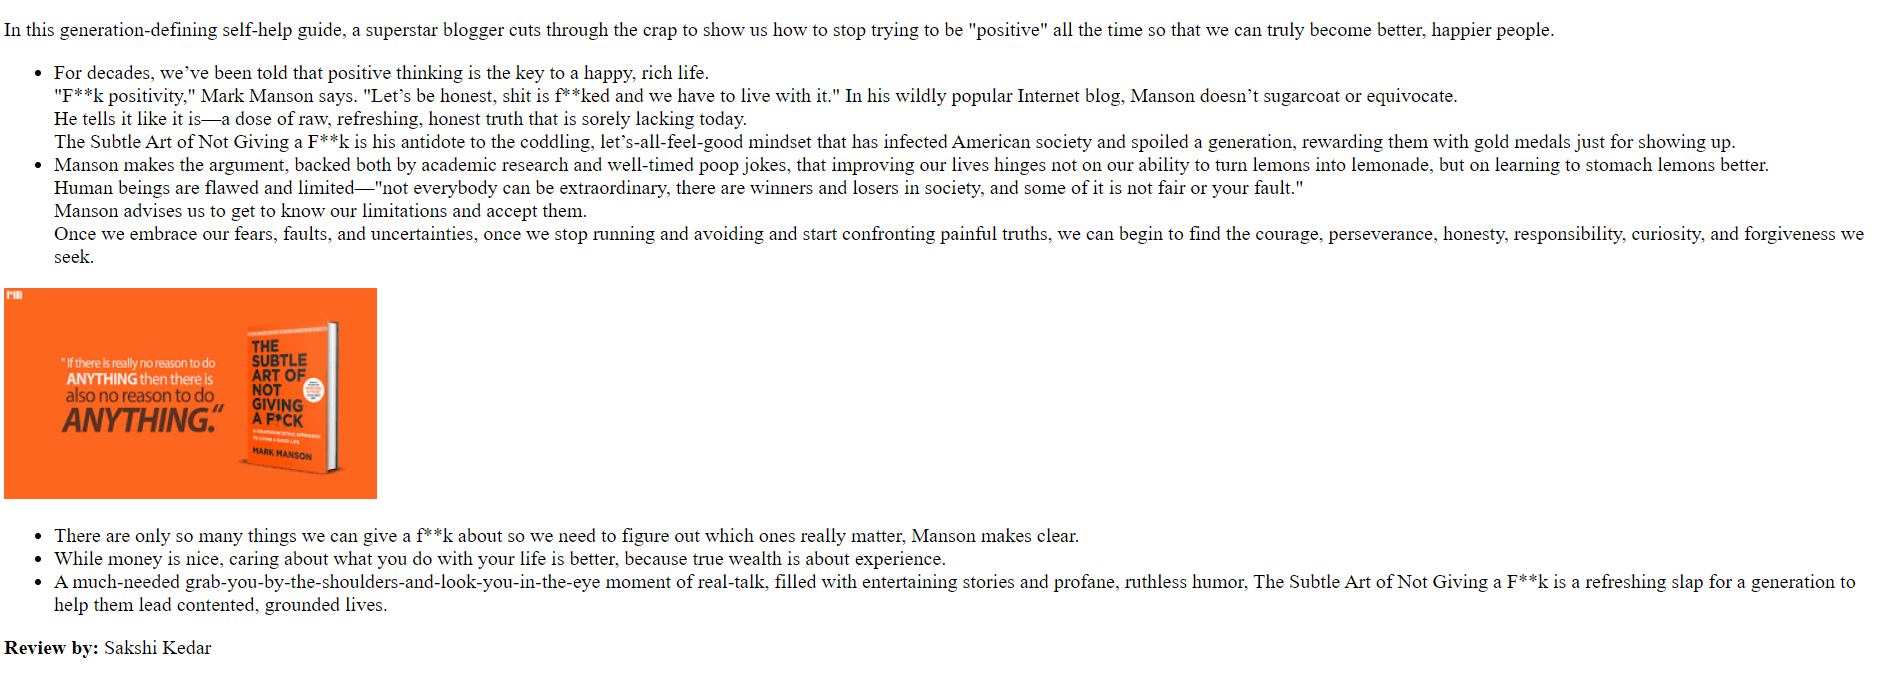 In this generation-defining self-help guide, a superstar blogger cuts through the crap to show us how to stop trying to be "positive" all the time so that we can truly become better, happier people.
• For decades, we’ve been told that positive thinking is the key to a happy, rich life.
"F**k positivity," Mark Manson says. "Let’s be honest, shit is f**ked and we have to live with it." In his wildly popular Internet blog, Manson doesn’t sugarcoat or equivocate.
He tells it like it is—a dose of raw, refreshing, honest truth that is sorely lacking today.
The Subtle Art of Not Giving a F**k is his antidote to the coddling, let’s-all-feel-good mindset that has infected American society and spoiled a generation, rewarding them with gold medals just for showing up.
• Manson makes the argument, backed both by academic research and well-timed poop jokes, that improving our lives hinges not on our ability to turn lemons into lemonade, but on learning to stomach lemons better.
Human beings are flawed and limited—"not everybody can be extraordinary, there are winners and losers in society, and some of it is not fair or your fault."
Manson advises us to get to know our limitations and accept them.
Once we embrace our fears, faults, and uncertainties, once we stop running and avoiding and start confronting painful truths, we can begin to find the courage, perseverance, honesty, responsibility, curiosity, and forgiveness we
seek.
"If there is really no reason to do
ANYTHING then there is
also no reason to do
ANYTHING."
THE
SUBTLE
ART OF
NOT
GIVING
A F*CK
A COUNTERINTUITIVE APPROACH
TO LIVING A GOOD LIFE
MARK MANSON
• There are only so many things we can give a f**k about so we need to figure out which ones really matter, Manson makes clear.
• While money is nice, caring about what you do with your life is better, because true wealth is about experience.
• A much-needed grab-you-by-the-shoulders-and-look-you-in-the-eye moment of real-talk, filled with entertaining stories and profane, ruthless humor, The Subtle Art of Not Giving a F**k is a refreshing slap for a generation to
help them lead contented, grounded lives.
Review by: Sakshi Kedar